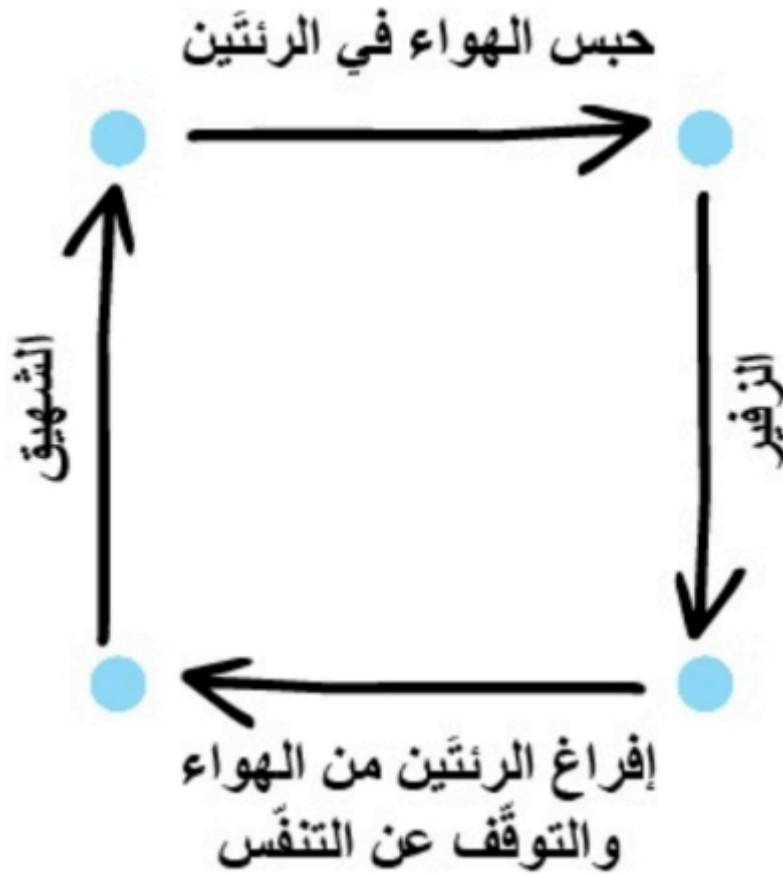 حبس الهواء في الرئتَين
الشهيق
الزفير
إفراغ الرئتَين من الهواء
والتوقّف عن التنفّس